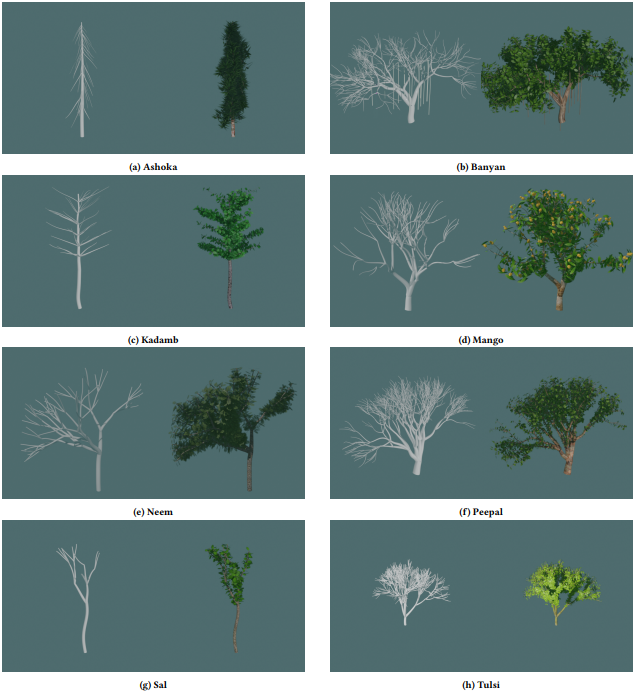 (a) Ashoka
(b) Banyan
(c) Kadamb
(d) Mango
(e) Neem
(f) Peepal
(g) Sal
(h) Tulsi